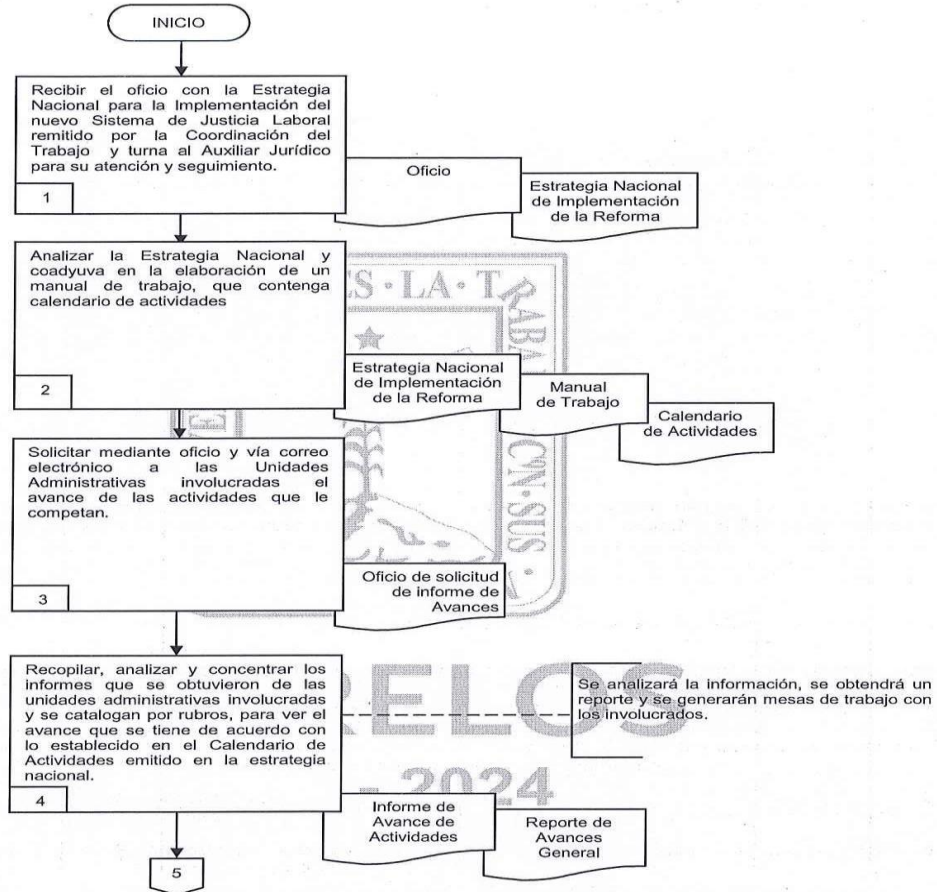 INICIO
Recibir el oficio con la Estrategia
Nacional para la Implementación del
nuevo Sistema de Justicia Laboral
remitido por la Coordinación del
Trabajo y turna al Auxiliar Jurídico
para su atención y seguimiento.
1
Oficio
Estrategia Nacional
de Implementación
de la Reforma
Analizar la Estrategia Nacional y
coadyuva en la elaboración de un
manual de trabajo, que contenga
calendario de actividades
2
Estrategia Nacional
de Implementación
de la Reforma
Manual
de Trabajo
Calendario
de Actividades
Solicitar mediante oficio y vía correo
electrónico a las Unidades
Administrativas involucradas el
avance de las actividades que le
competan.
3
Oficio de solicitud
de informe de
Avances
Recopilar, analizar y concentrar los
informes que se obtuvieron de las
unidades administrativas involucradas
y se catalogan por rubros, para ver el
avance que se tiene de acuerdo con
lo establecido en el Calendario de
Actividades emitido en la estrategia
nacional.
4
Se analizará la información, se obtendrá un
reporte y se generarán mesas de trabajo con
los involucrados.
Informe de
Avance de
Actividades
Reporte de
Avances
General
5
LA · TRABA
CON · SUS ·
RELOS
- 2024